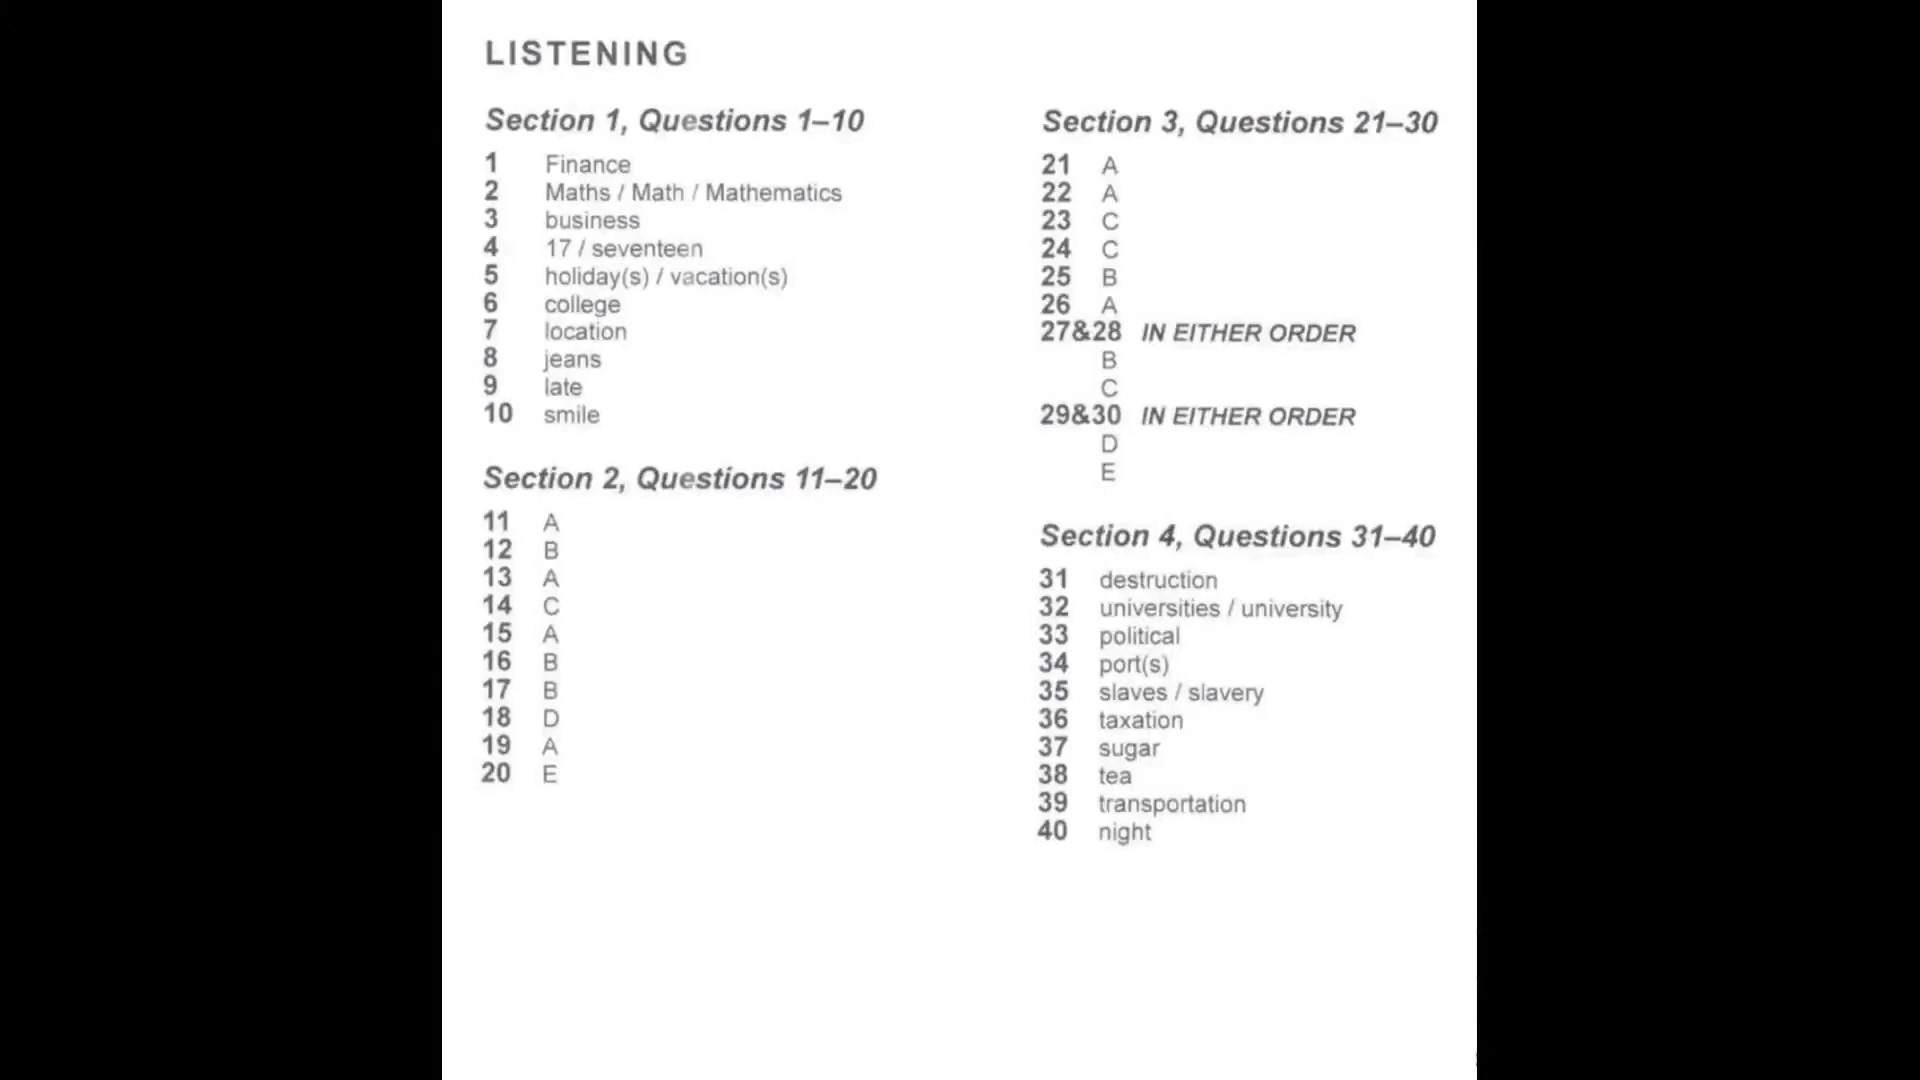 LISTENING
Section 1, Questions 1–10
1 Finance
2 Maths / Math / Mathematics
3 business
4 17 / seventeen
5 holiday(s) / vacation(s)
6 college
7 location
8 jeans
9 late
10 smile
Section 2, Questions 11–20
11 A
12 B
13 A
14 C
15 A
16 B
17 B
18 D
19 A
20 E
Section 3, Questions 21–30
21 A
22 A
23 C
24 C
25 B
26 A
27&28 IN EITHER ORDER
B
C
29&30 IN EITHER ORDER
D
E
Section 4, Questions 31–40
31 destruction
32 universities / university
33 political
34 port(s)
35 slaves / slavery
36 taxation
37 sugar
38 tea
39 transportation
40 night